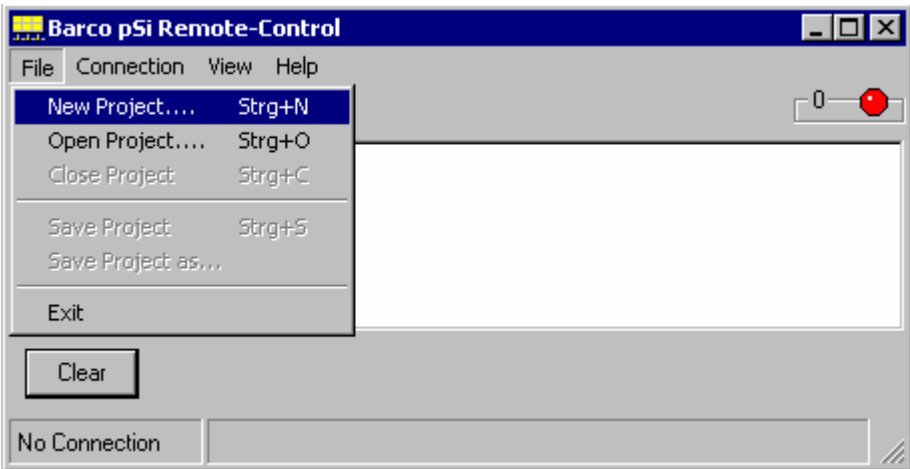 Barco pSi Remote-Control
File Connection View Help
0
New Project.... Strg+N
Open Project.... Strg+O
Close Project Strg+C
Save Project Strg+S
Save Project as...
Exit
Clear
No Connection